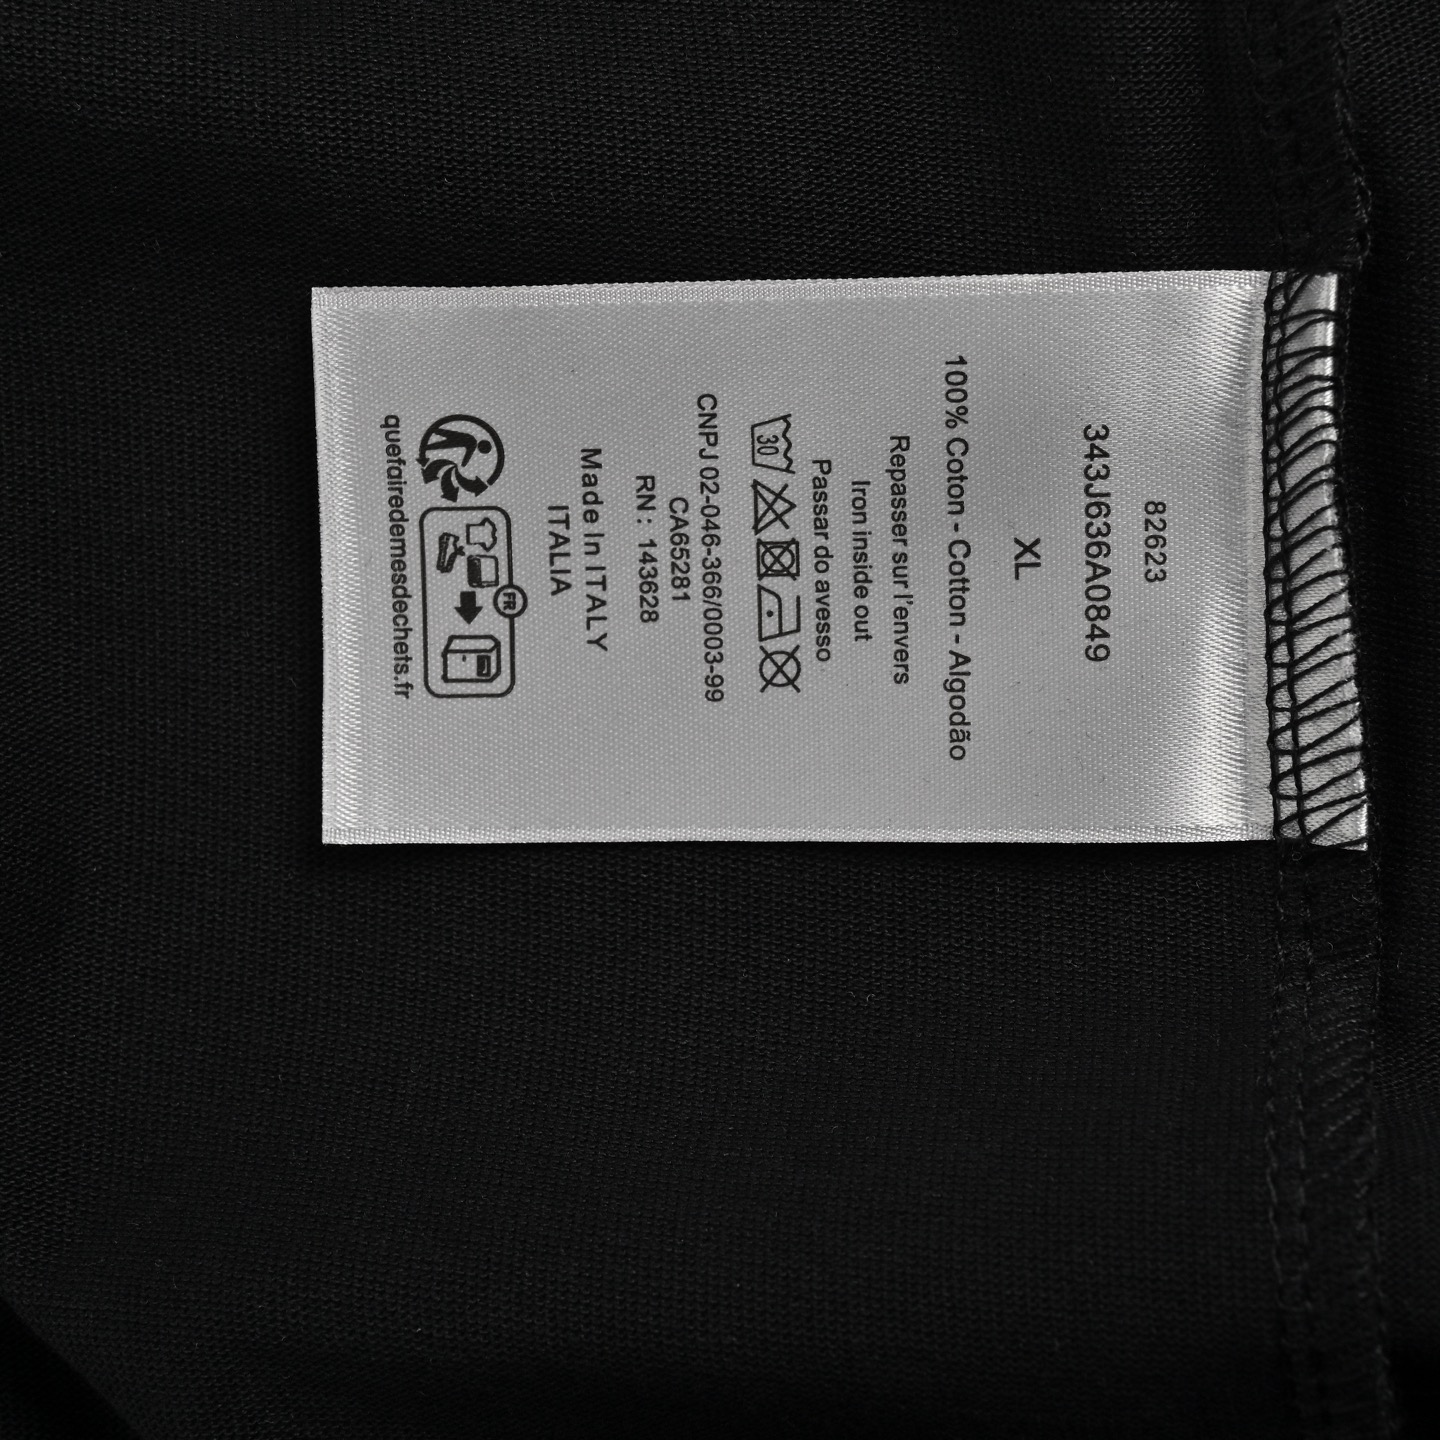 82623
343J636A0849
XL
100% Coton - Cotton - Algodão
Repasser sur l'envers
Iron inside out
Passar do avesso
30
CNPJ 02-046-366/0003-99
CA65281
RN : 143628
Made In ITALY
ITALIA
FR
quefairedemesdechets.fr